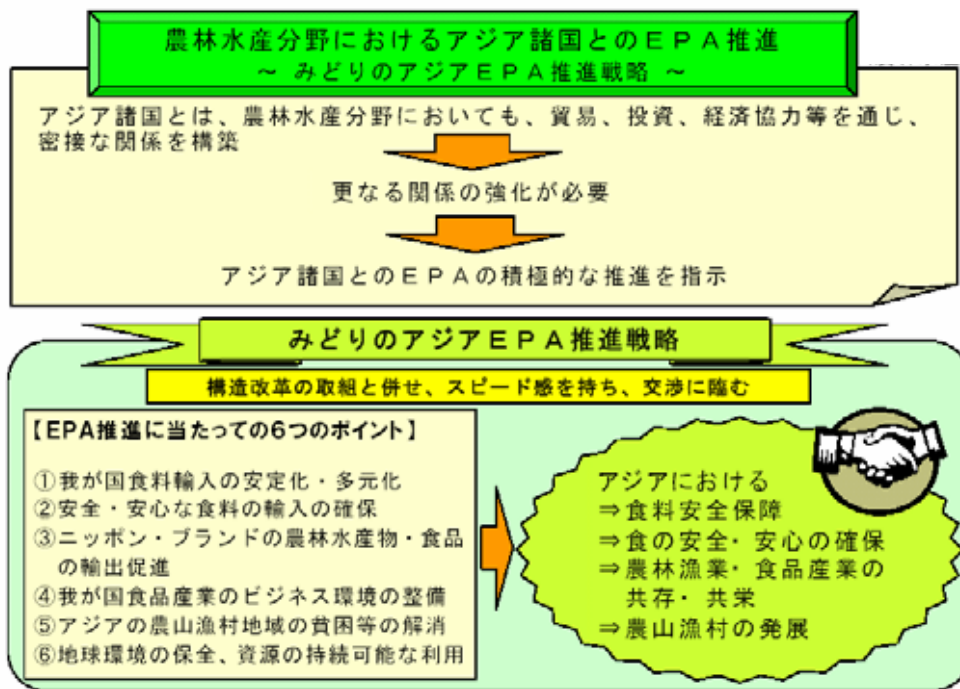 農林水産分野におけるアジア諸国とのEPA推進
~ みどりのアジアEPA推進戦略 ~
アジア諸国とは、農林水産分野においても、貿易、投資、経済協力等を通じ、
密接な関係を構築
更なる関係の強化が必要
アジア諸国とのEPAの積極的な推進を指示
みどりのアジアEPA推進戦略
構造改革の取組と併せ、スピード感を持ち、交渉に臨む
【EPA推進に当たっての6つのポイント】
①我が国食料輸入の安定化・多元化
②安全・安心な食料の輸入の確保
③ニッポン・ブランドの農林水産物・食品
の輸出促進
④我が国食品産業のビジネス環境の整備
⑤アジアの農山漁村地域の貧困等の解消
⑥地球環境の保全、資源の持続可能な利用
アジアにおける
⇒食料安全保障
⇒食の安全・安心の確保
⇒農林漁業・食品産業の
共存・共栄
⇒農山漁村の発展